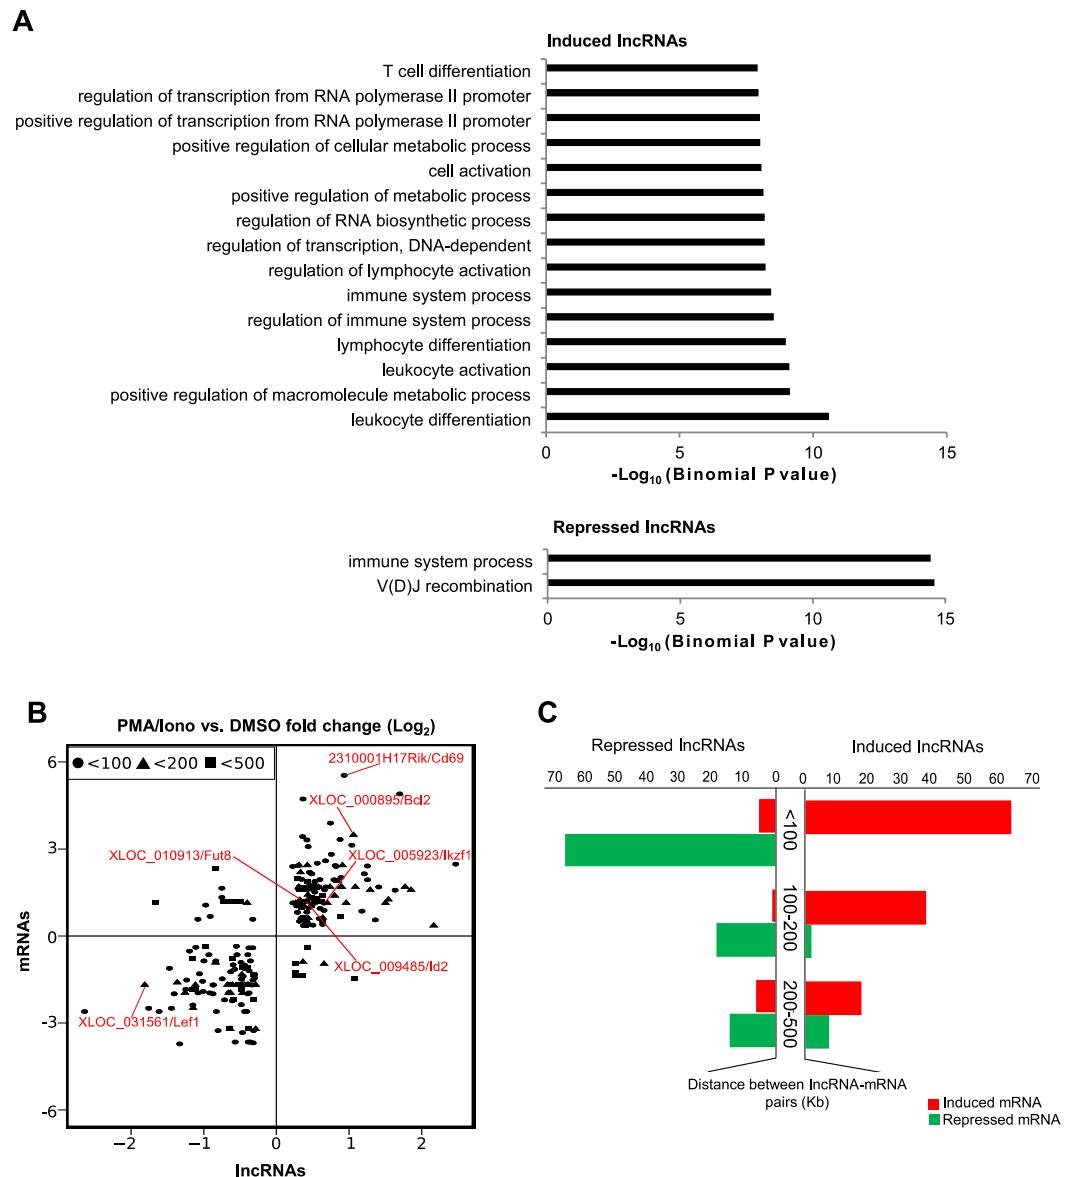 A
Induced lncRNAs
T cell differentiation
regulation of transcription from RNA polymerase II promoter
positive regulation of transcription from RNA polymerase II promoter
positive regulation of cellular metabolic process
cell activation
positive regulation of metabolic process
regulation of RNA biosynthetic process
regulation of transcription, DNA-dependent
regulation of lymphocyte activation
immune system process
regulation of immune system process
lymphocyte differentiation
leukocyte activation
positive regulation of macromolecule metabolic process
leukocyte differentiation
0 5 10 15
-Log10 (Binomial P value)
Repressed lncRNAs
immune system process
V(D)J recombination
0 5 10 15
-Log10 (Binomial P value)
B
PMA/Iono vs. DMSO fold change (Log2)
<100 <200 <500
2310001H17Rik/Cd69
XLOC_000895/Bcl2
XLOC_010913/Fut8
XLOC_005923/Ikzf1
XLOC_009485/Id2
XLOC_031561/Lef1
6
3
0
−3
−6
mRNAs
−2 −1 0 1 2
lncRNAs
C
Repressed lncRNAs
Induced lncRNAs
70 60 50 40 30 20 10 0
0 10 20 30 40 50 60 70
<100
100-200
200-500
Distance between lncRNA-mRNA
pairs (Kb)
Induced mRNA
Repressed mRNA